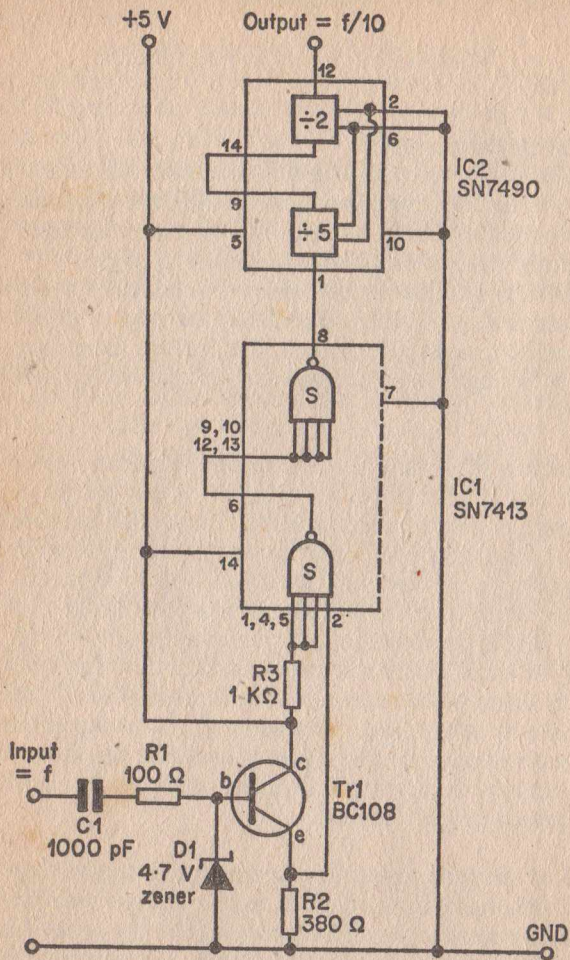 +5 V
Output = f/10
12
÷2
2
6
14
9
IC2
SN7490
÷5
5
10
1
8
S
7
9, 10
12, 13
6
IC1
SN7413
S
14
1, 4, 5
2
R3
1 KΩ
Input
= f
R1
100 Ω
c
b
Tr1
BC108
e
C1
1000 pF
D1
4·7 V
zener
R2
380 Ω
GND